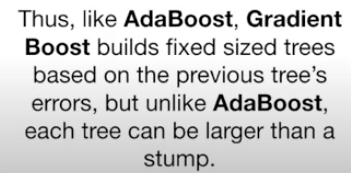 Thus, like AdaBoost, Gradient
Boost builds fixed sized trees
based on the previous tree's
errors, but unlike AdaBoost,
each tree can be larger than a
stump.